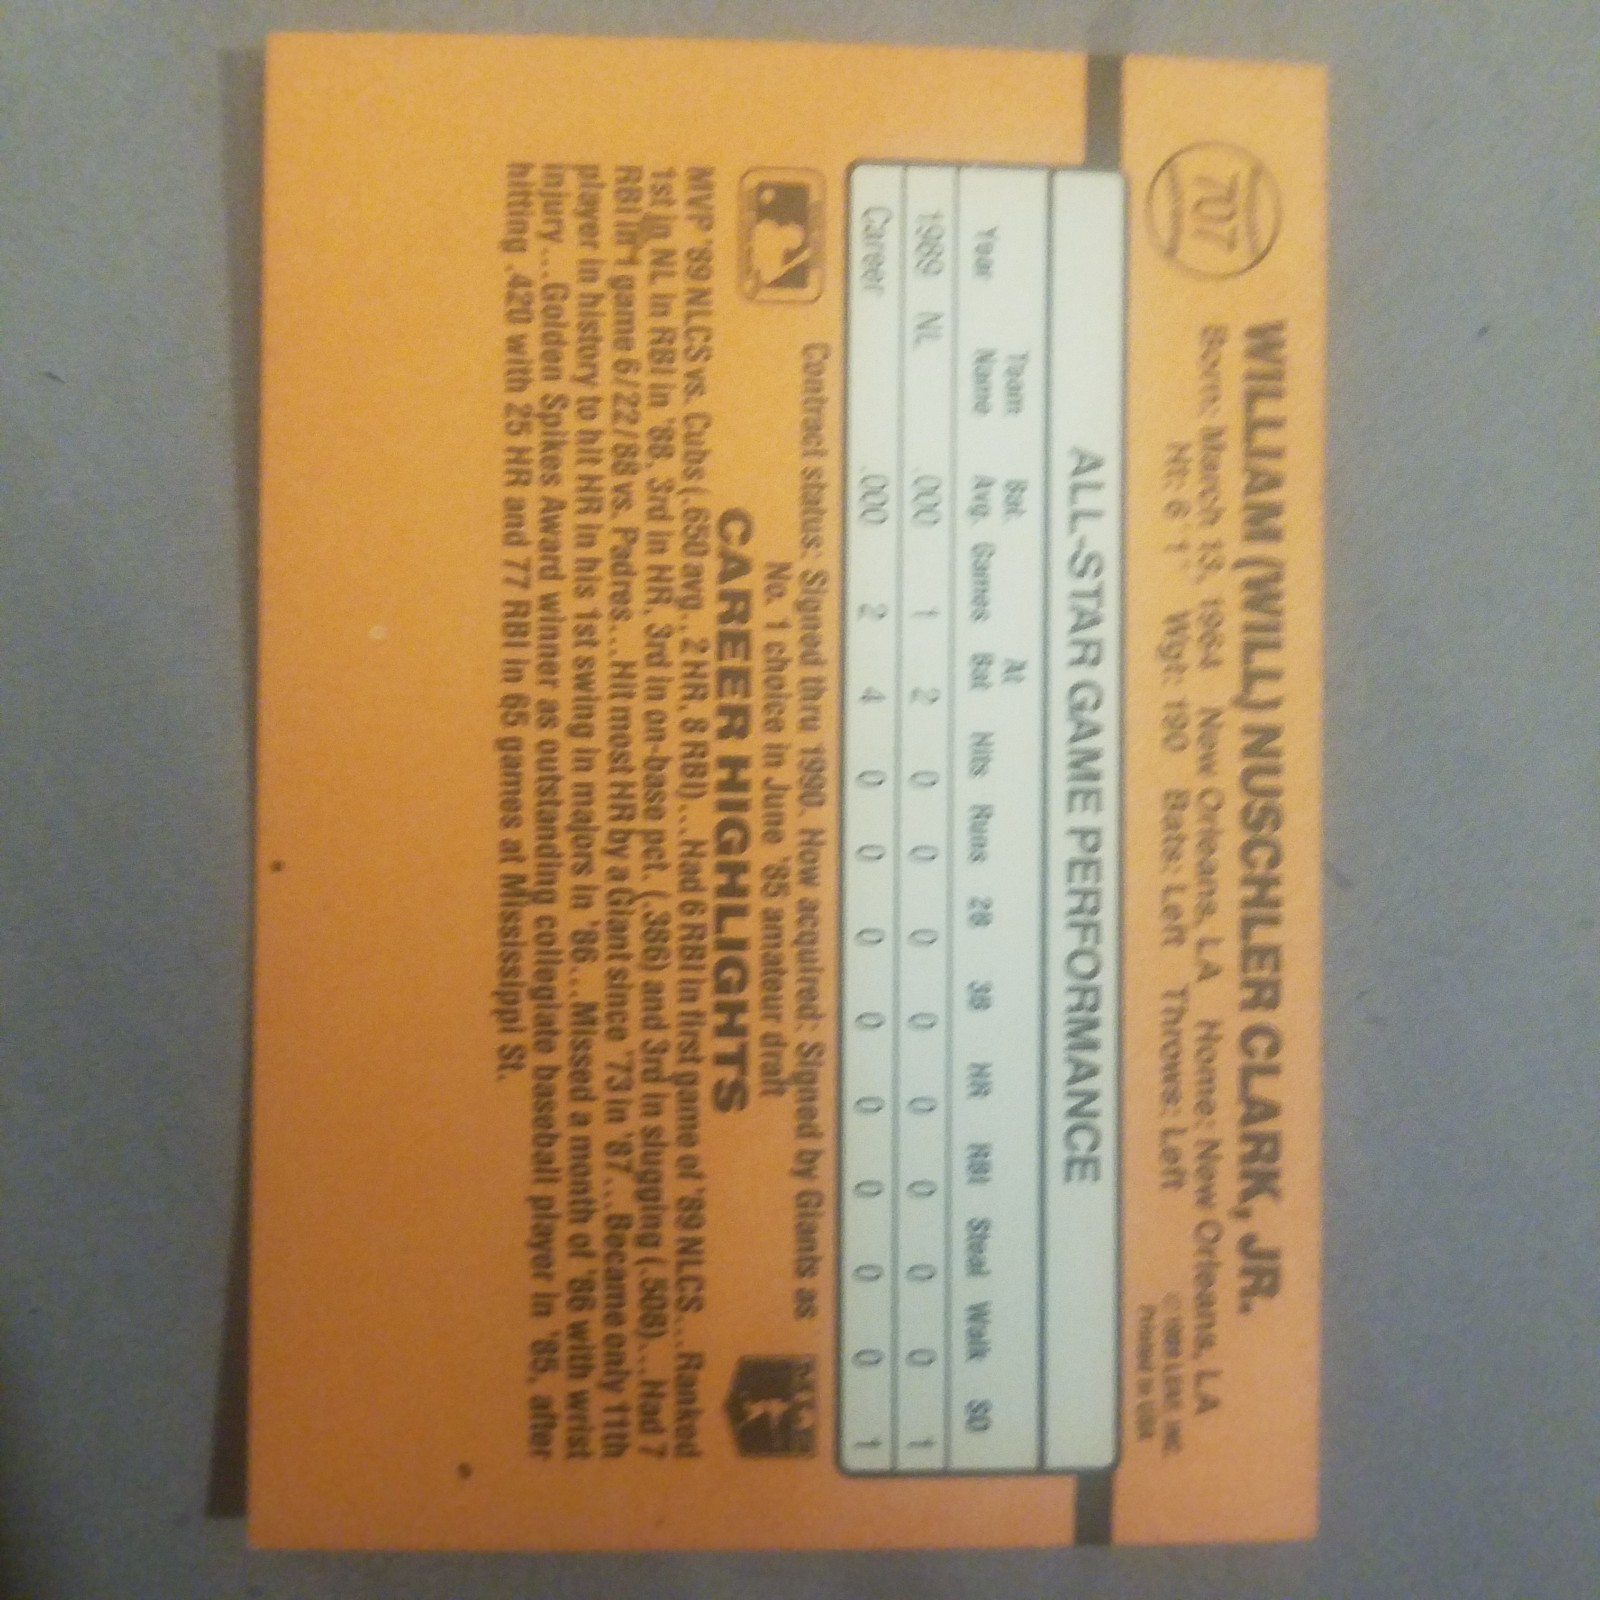 707
WILLIAM (WILL) NUSCHLER CLARK, JR.
Born: March 13, 1964 New Orleans, LA Home: New Orleans, LA
Ht: 6' 1" Wgt: 190 Bats: Left Throws: Left
© 1989 LEAF, INC.
Printed in USA
ALL-STAR GAME PERFORMANCE
Year Team Name Bat. Avg. Games At Bat Hits Runs 2B 3B HR RBI Steal Walk SO
1989 NL .000 1 2 0 0 0 0 0 0 0 0 1
Career .000 2 4 0 0 0 0 0 0 0 0 1
Contract status: Signed thru 1990. How acquired: Signed by Giants as
No. 1 choice in June '85 amateur draft
CAREER HIGHLIGHTS
MVP '89 NLCS vs. Cubs (.650 avg., 2 HR, 8 RBI)...Had 6 RBI in first game of '89 NLCS...Ranked
1st in NL in RBI in '88, 3rd in HR, 3rd in on-base pct. (.386) and 3rd in slugging (.508)...Had 7
RBI in 1 game 6/22/88 vs. Padres...Hit most HR by a Giant since '73 in '87...Became only 11th
player in history to hit HR in his 1st swing in majors in '86...Missed a month of '86 with wrist
injury...Golden Spikes Award winner as outstanding collegiate baseball player in '85, after
hitting .420 with 25 HR and 77 RBI in 65 games at Mississippi St.